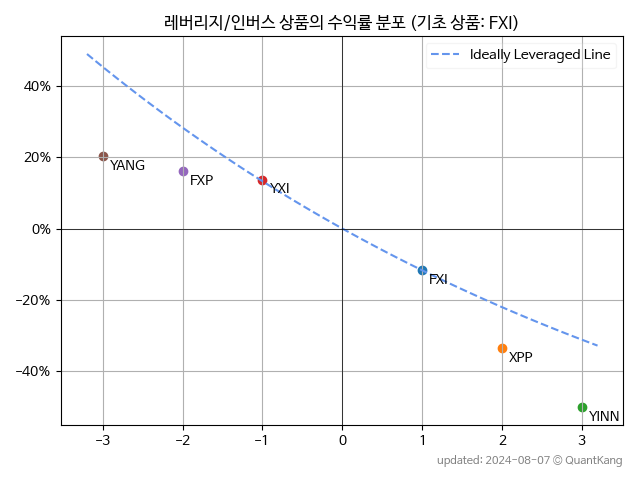 레버리지/인버스 상품의 수익률 분포 (기초 상품: FXI)
Ideally Leveraged Line
40%
20%
0%
-20%
-40%
YANG
FXP
YXI
FXI
XPP
YINN
-3
-2
-1
0
1
2
3
updated: 2024-08-07 © QuantKang